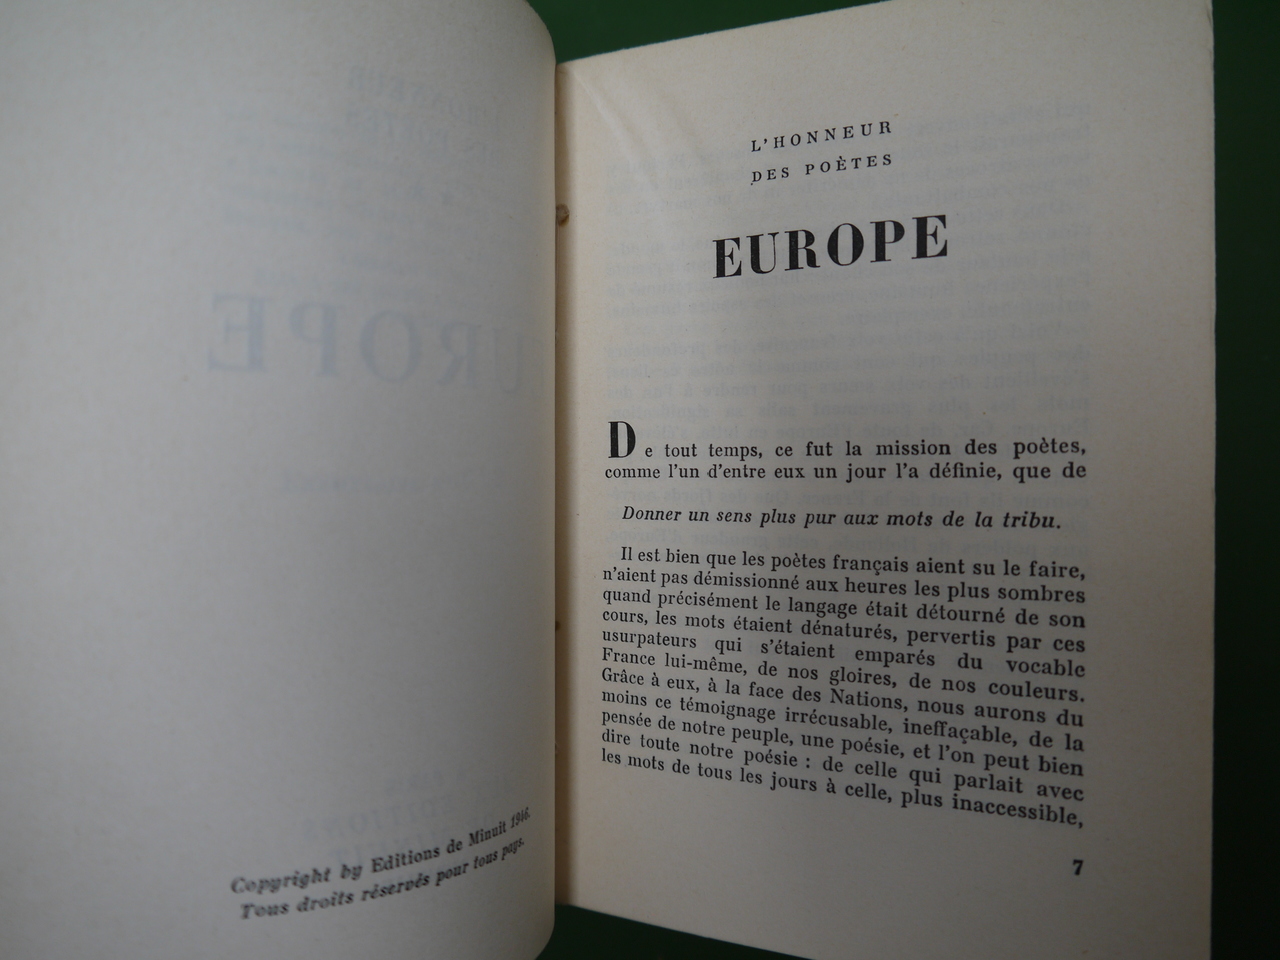 Copyright by Editions de Minuit 1946.
Tous droits réservés pour tous pays.
L'HONNEUR
DES POÈTES
EUROPE
De tout temps, ce fut la mission des poètes,
comme l'un d'entre eux un jour l'a définie, que de
Donner un sens plus pur aux mots de la tribu.
Il est bien que les poètes français aient su le faire,
n'aient pas démissionné aux heures les plus sombres
quand précisément le langage était détourné de son
cours, les mots étaient dénaturés, pervertis par ces
usurpateurs qui s'étaient emparés du vocable
France lui-même, de nos gloires, de nos couleurs.
Grâce à eux, à la face des Nations, nous aurons du
moins ce témoignage irrécusable, ineffaçable, de la
pensée de notre peuple, une poésie, et l'on peut bien
dire toute notre poésie : de celle qui parlait avec
les mots de tous les jours à celle, plus inaccessible,
7